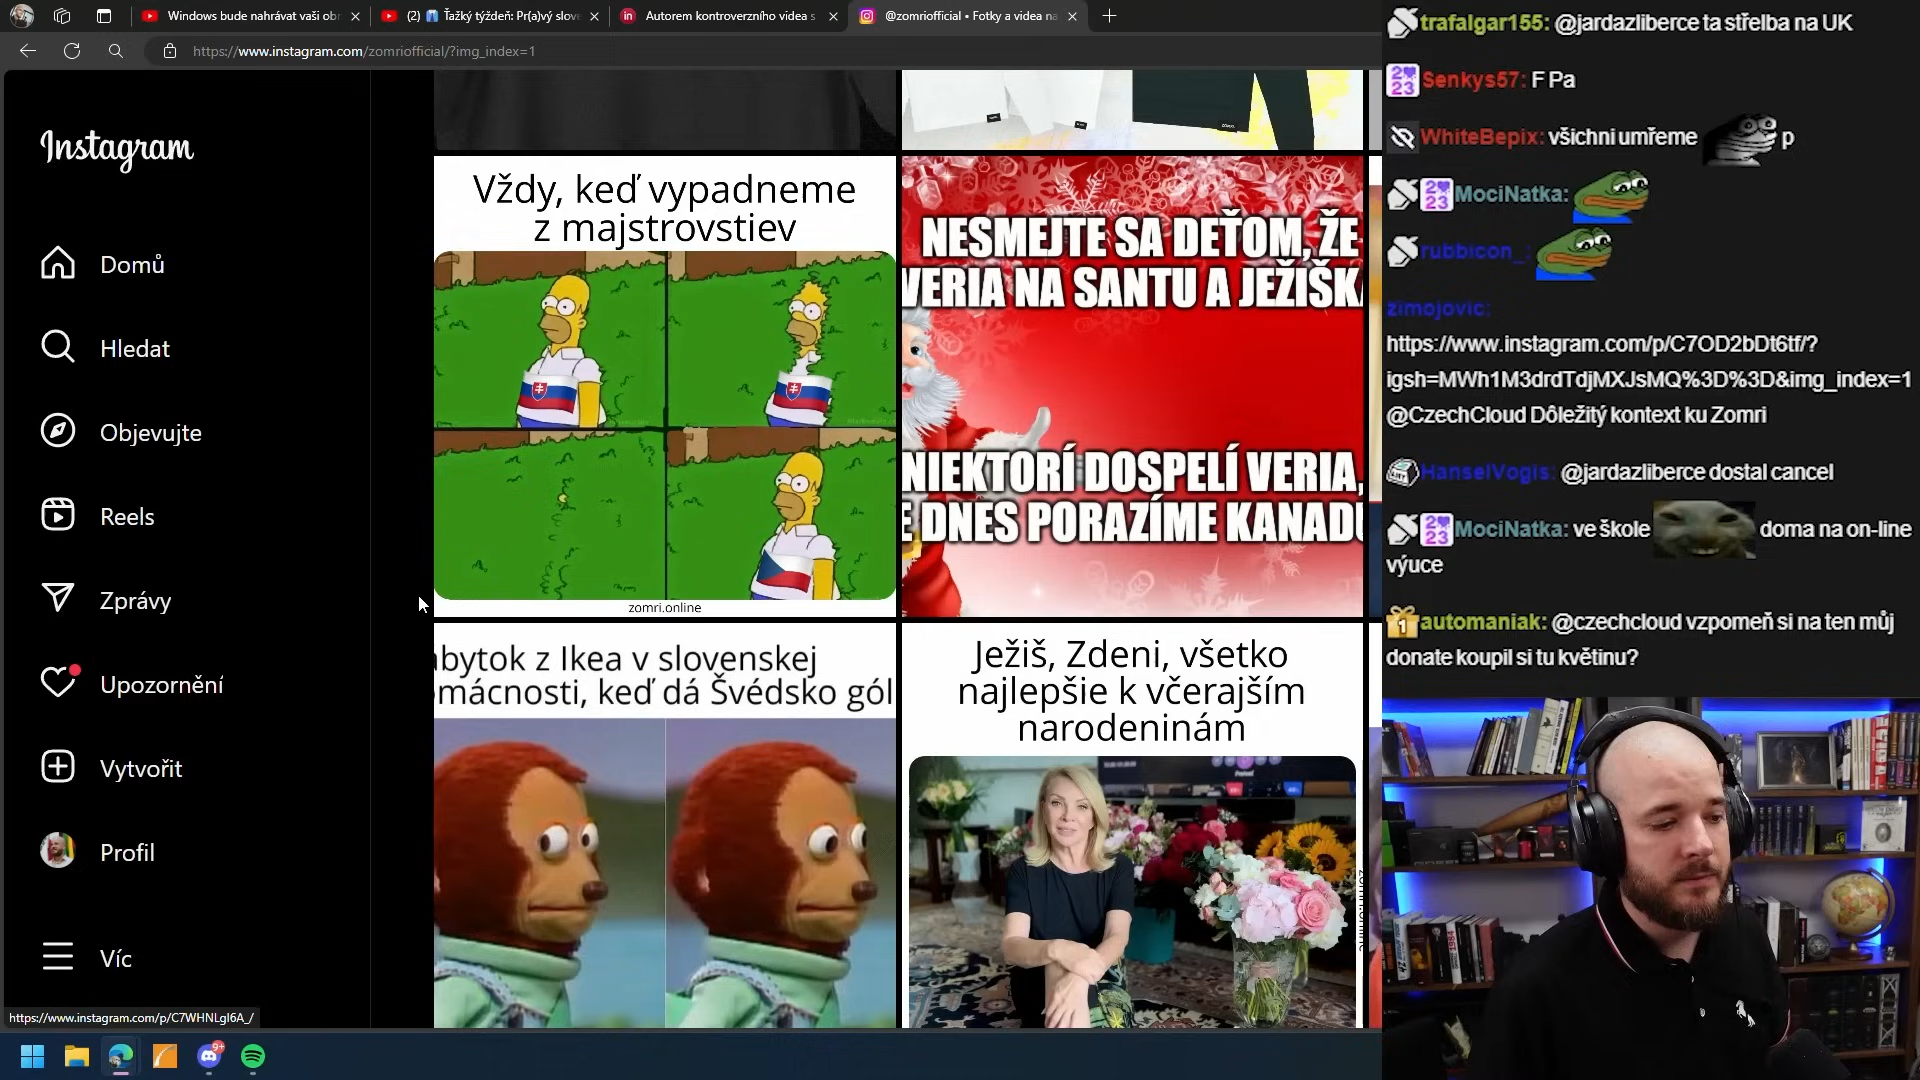 Windows bude nahrávat vaši ob
(2) Ťažký týždeň: Pr(a)vý slov
Autorem kontroverzního videa s
@zomriofficial • Fotky a videa na
https://www.instagram.com/zomriofficial/?img_index=1
Instagram
Domů
Hledat
Objevujte
Reels
Zprávy
Upozornění
Vytvořit
Profil
Víc
https://www.instagram.com/p/C7WHNLgI6A_/
9+
Vždy, keď vypadneme
z majstrovstiev
zomri.online
NESMEJTE SA DEŤOM, ŽE
VERIA NA SANTU A JEŽIŠK
NIEKTORÍ DOSPELÍ VERIA,
E DNES PORAZÍME KANAD
bytok z Ikea v slovenskej
mácnosti, keď dá Švédsko gól
Ježiš, Zdeni, všetko
najlepšie k včerajším
narodeninám
trafalgar155: @jardazliberce ta střelba na UK
Senkys57: F Pa
WhiteBepix: všichni umřeme p
MociNatka:
rubbicon_:
zimojovic:
https://www.instagram.com/p/C7OD2bDt6tf/?
igsh=MWh1M3drdTdjMXJsMQ%3D%3D&img_index=1
@CzechCloud Dôležitý kontext ku Zomri
HanselVogis: @jardazliberce dostal cancel
MociNatka: ve škole doma na on-line
výuce
automaniak: @czechcloud vzpomeň si na ten můj
donate koupil si tu květinu?